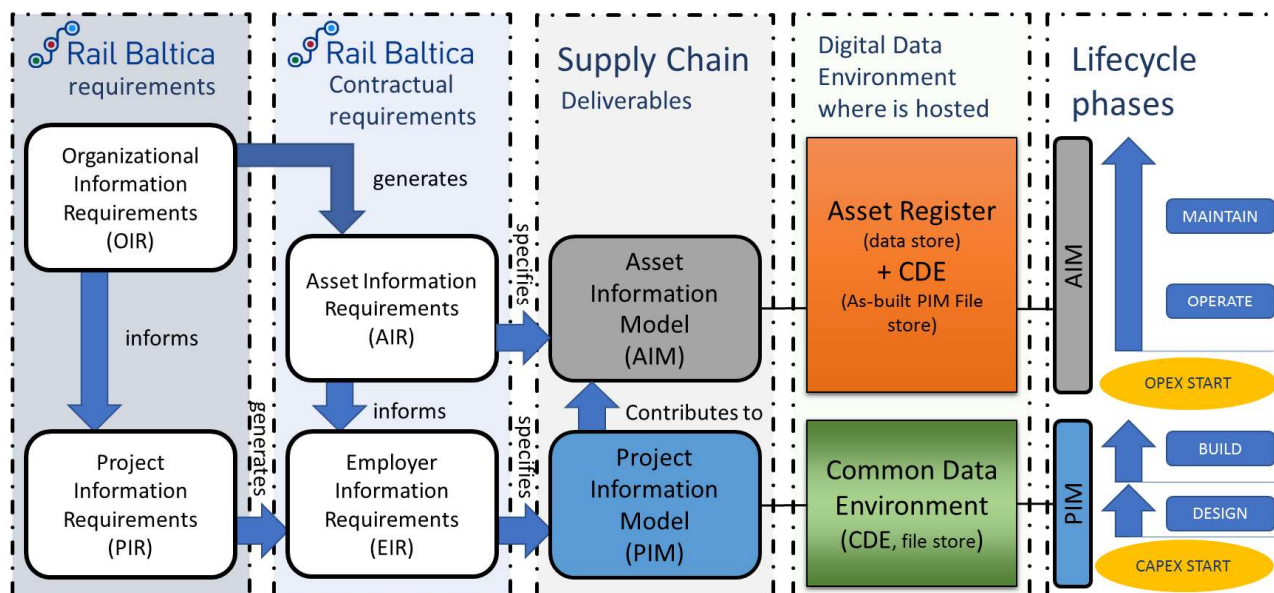 Rail Baltica
requirements
Organizational
Information
Requirements
(OIR)
informs
Project
Information
Requirements
(PIR)
generates
Rail Baltica
Contractual
requirements
generates
Asset Information
Requirements
(AIR)
informs
Employer
Information
Requirements
(EIR)
specifies
specifies
Supply Chain
Deliverables
Asset
Information
Model
(AIM)
Contributes to
Project
Information
Model
(PIM)
Digital Data
Environment
where is hosted
Asset Register
(data store)
+ CDE
(As-built PIM File
store)
Common Data
Environment
(CDE, file store)
Lifecycle
phases
AIM
MAINTAIN
OPERATE
OPEX START
PIM
BUILD
DESIGN
CAPEX START